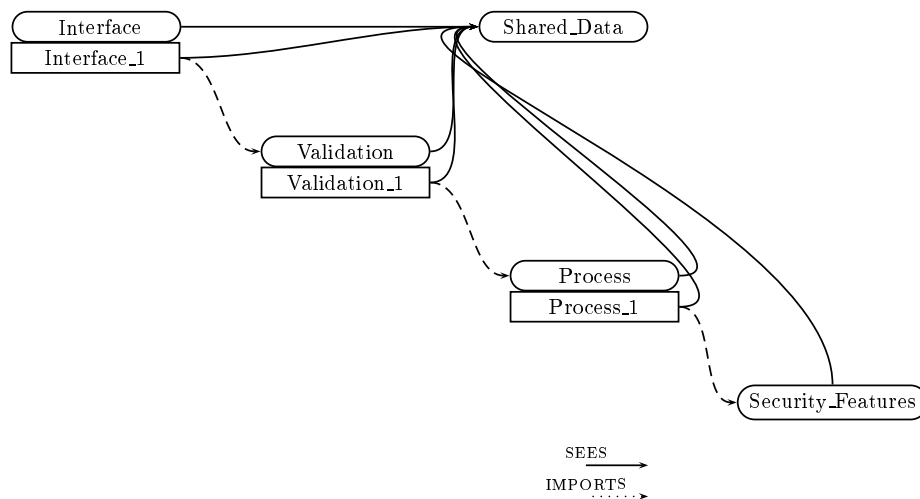 Interface
Shared_Data
Interface_1
Validation
Validation_1
Process
Process_1
Security_Features
SEES
IMPORTS